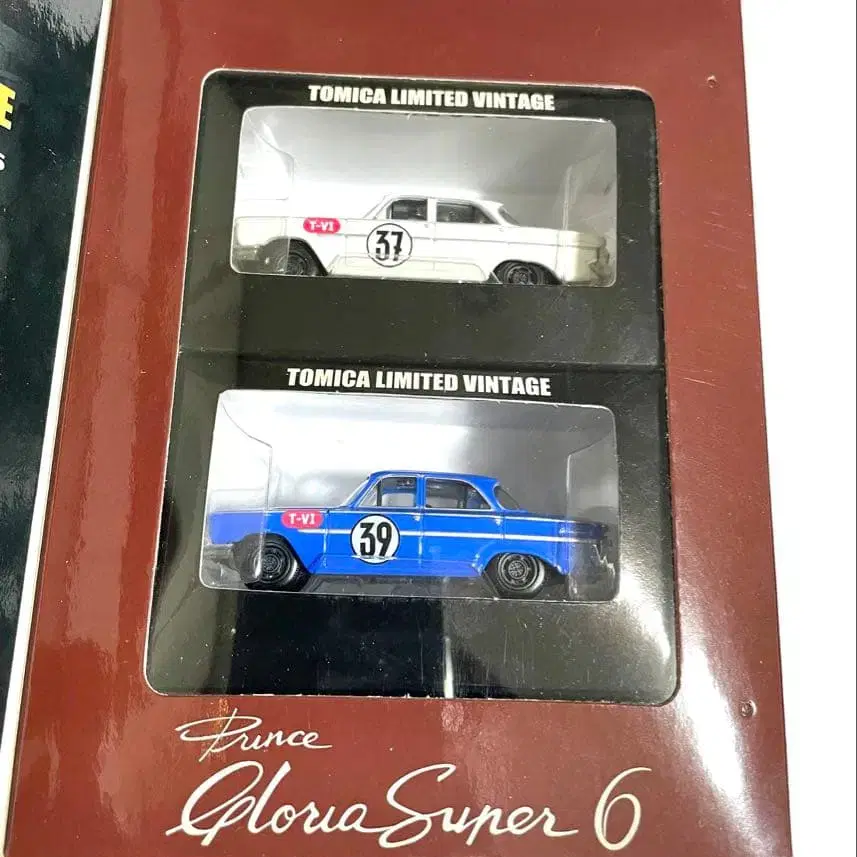 E
S
TOMICA LIMITED VINTAGE
T-VI
37
TOMICA LIMITED VINTAGE
T-VI
39
Prince
Gloria Super 6